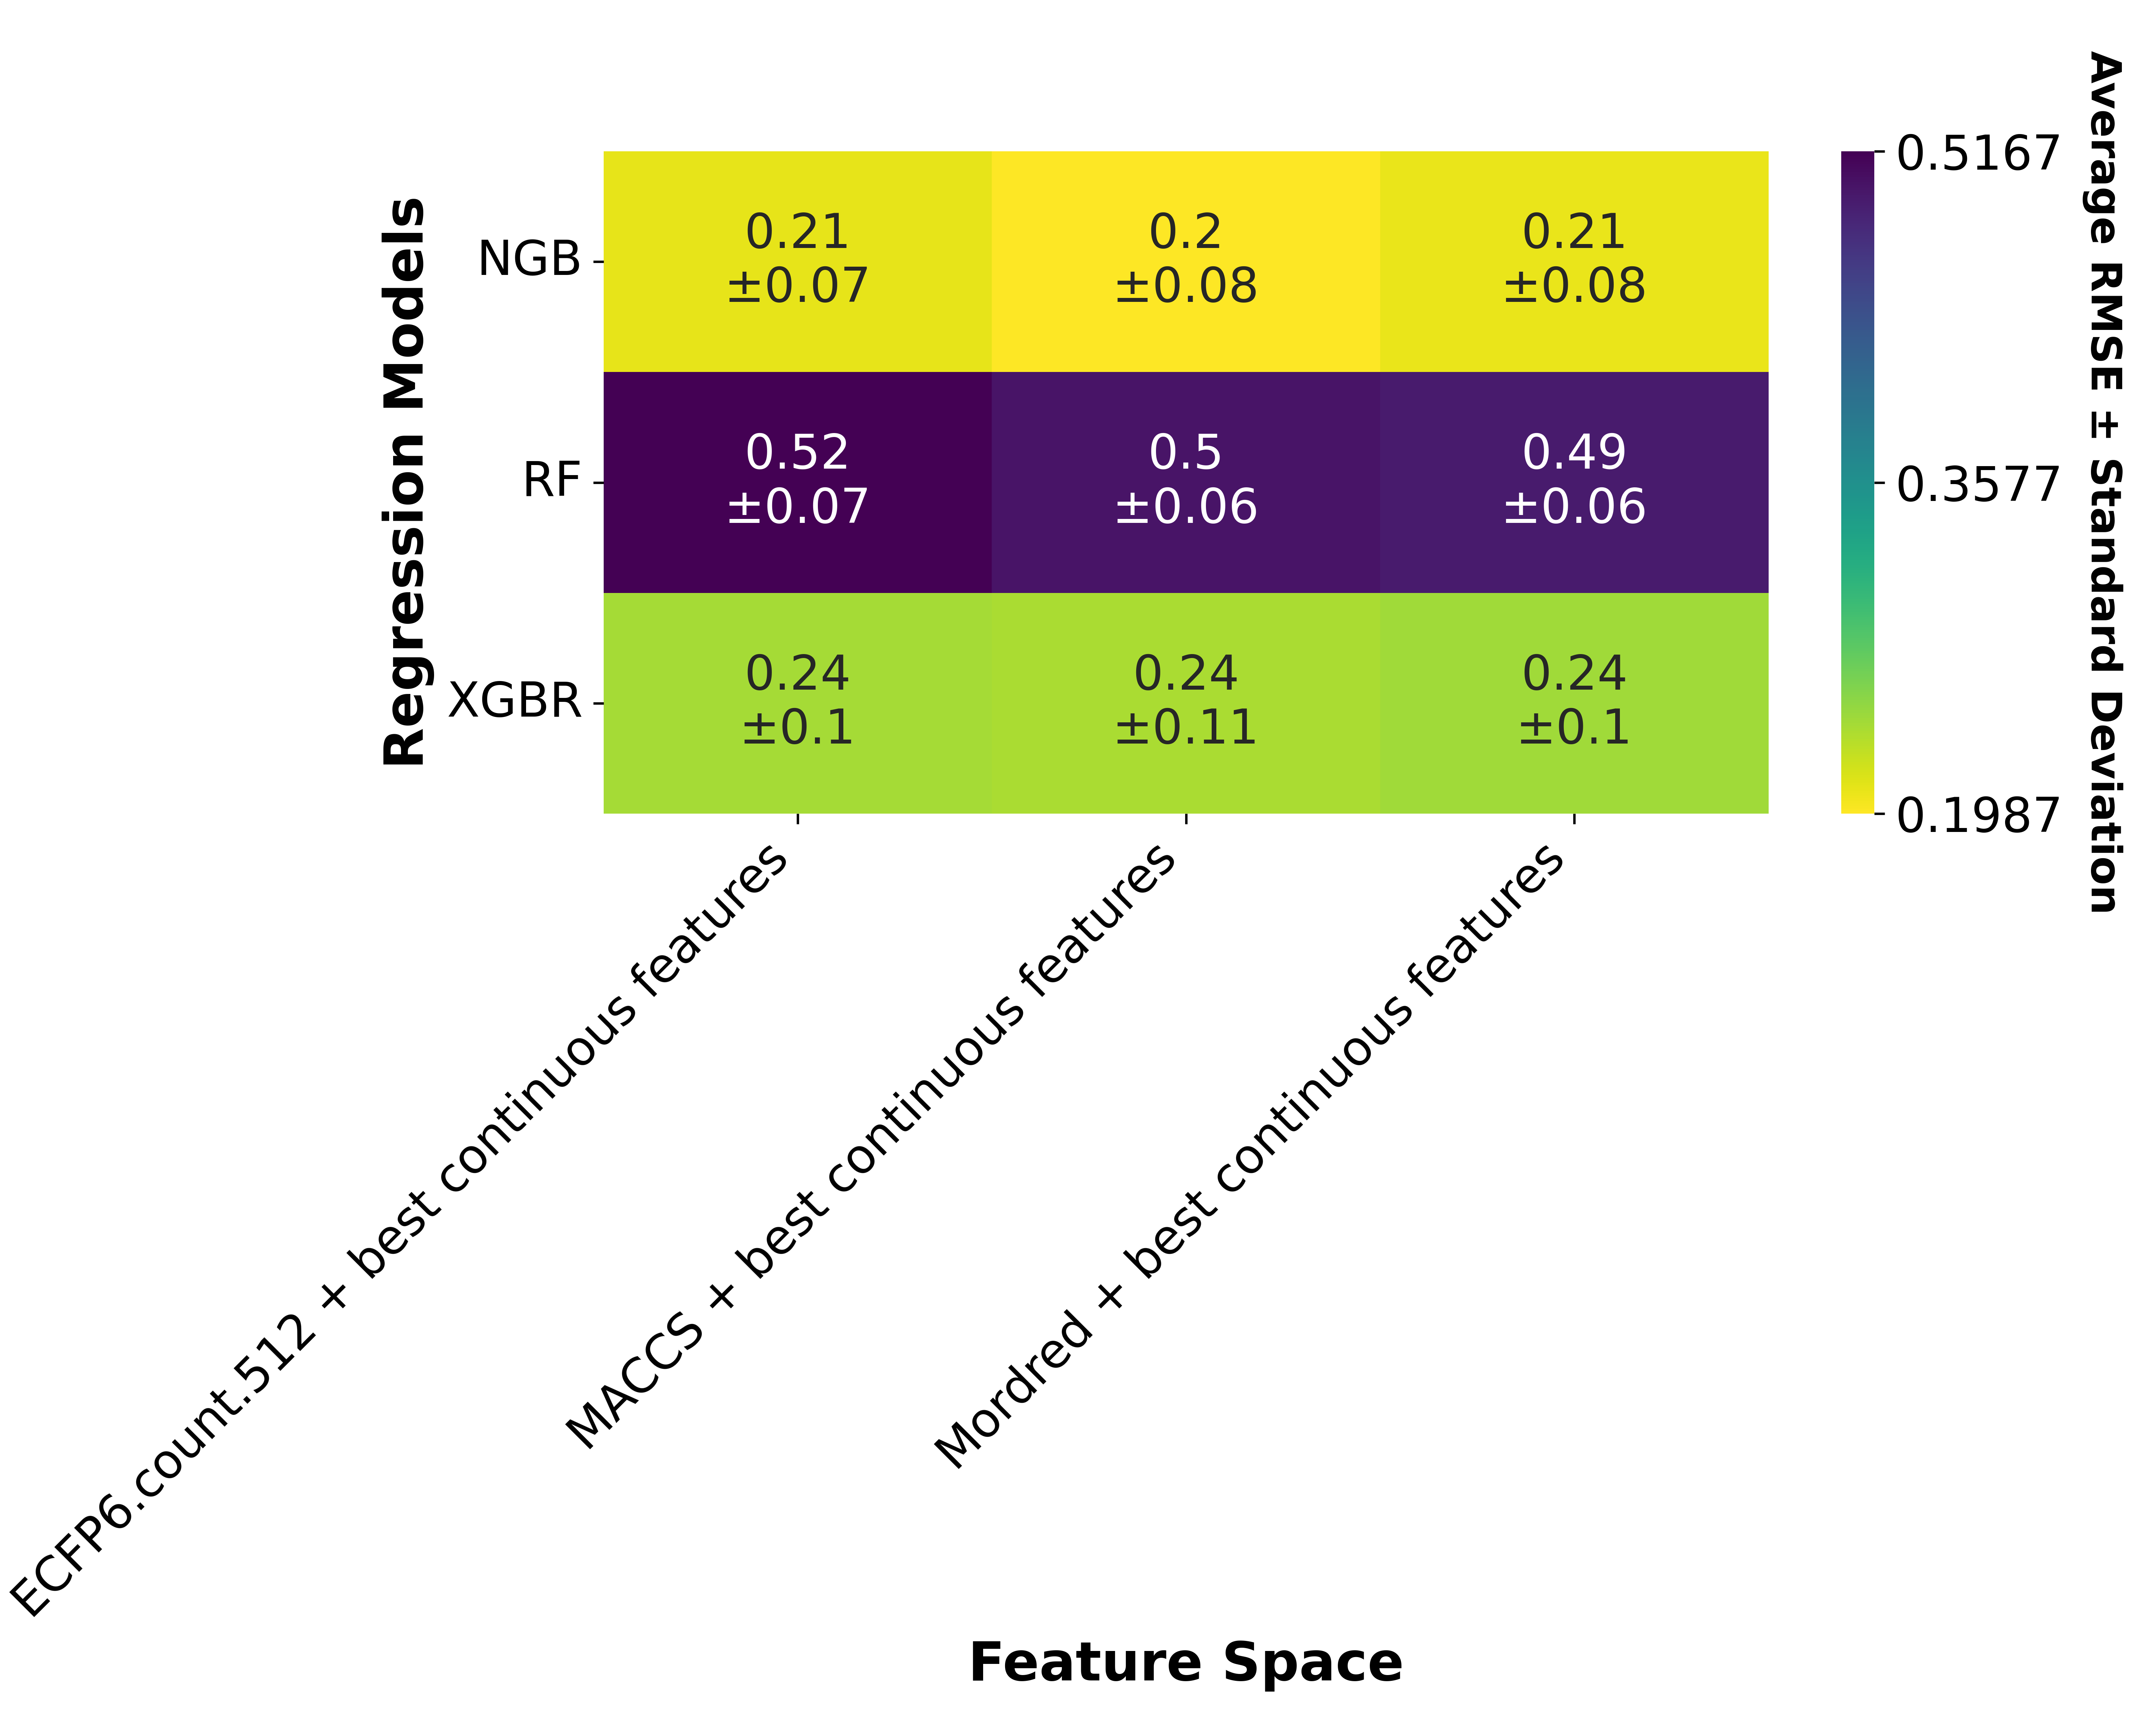 Regression Models
NGB
RF
XGBR
0.21
±0.07
0.2
±0.08
0.21
±0.08
0.52
±0.07
0.5
±0.06
0.49
±0.06
0.24
±0.1
0.24
±0.11
0.24
±0.1
ECFP6.count.512 + best continuous features
MACCS + best continuous features
Mordred + best continuous features
Feature Space
0.5167
0.3577
0.1987
Average RMSE ± Standard Deviation